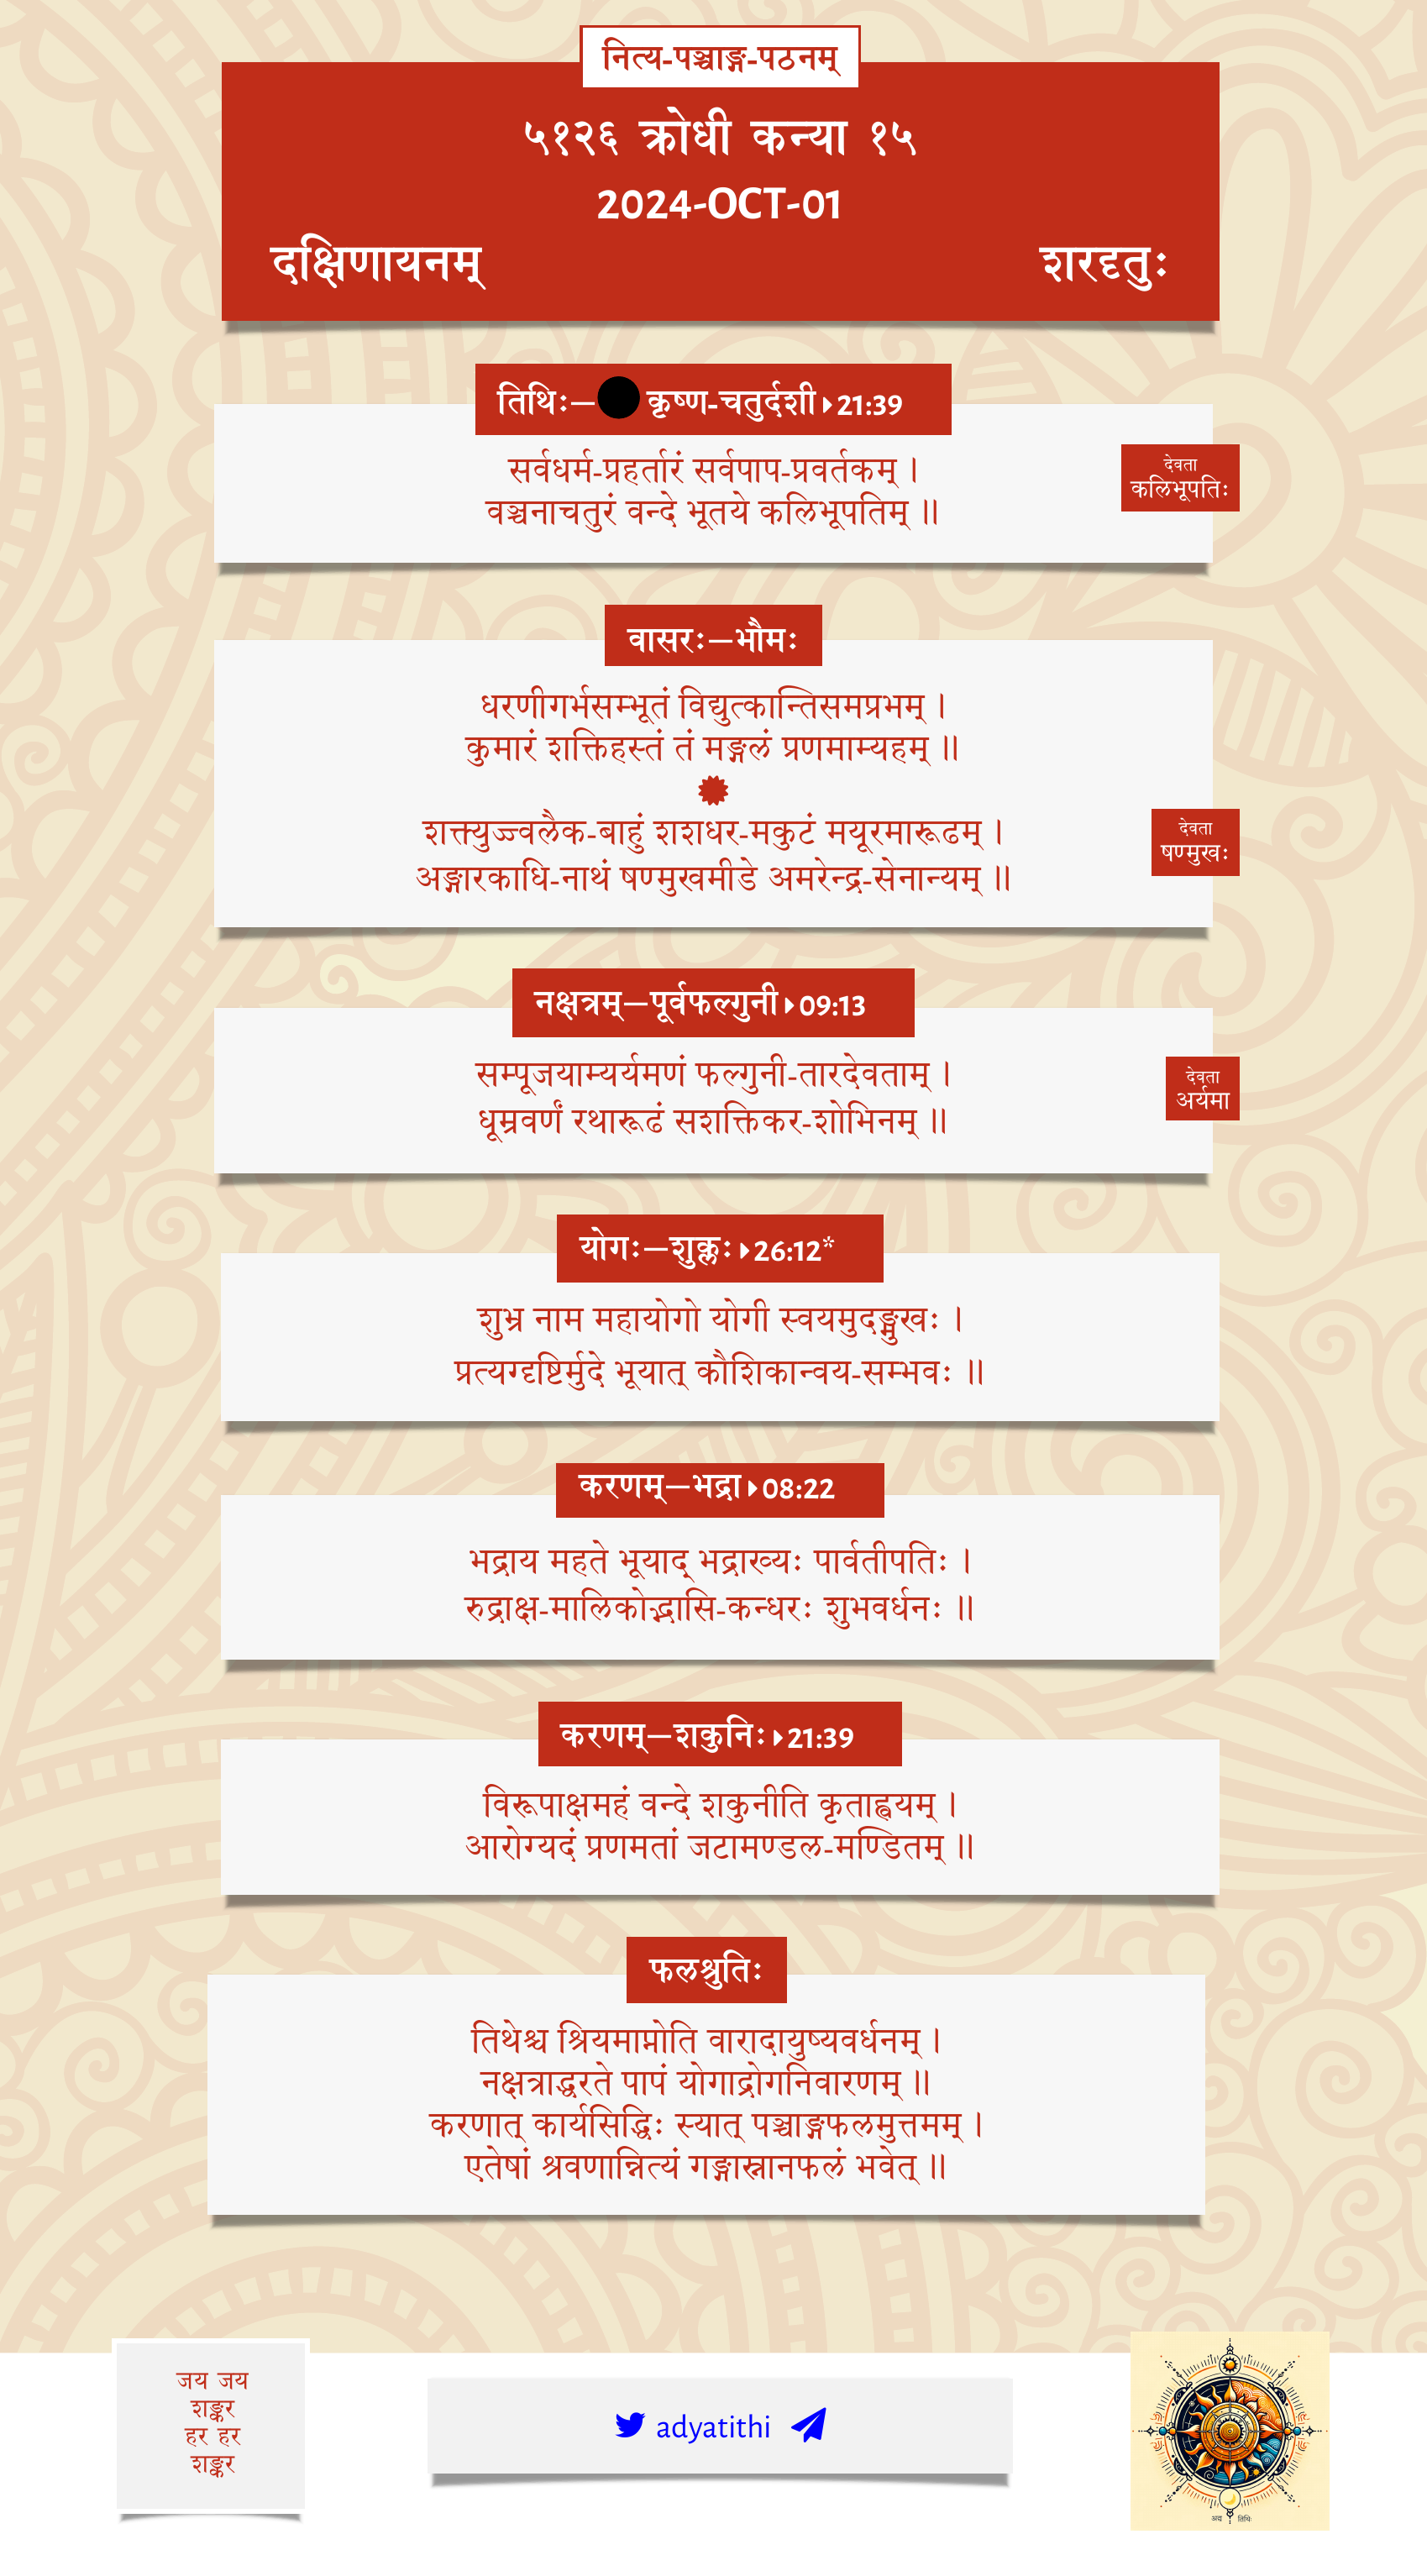 नित्य-पञ्चाङ्ग-पठनम्
५१२६ क्रोधी कन्या १५
2024-OCT-01
दक्षिणायनम् शरदृतुः
तिथिः— कृष्ण-चतुर्दशी 21:39
सर्वधर्म-प्रहर्तारं सर्वपाप-प्रवर्तकम् ।
वञ्चनाचतुरं वन्दे भूतये कलिभूपतिम् ॥
देवता
कलिभूपतिः
वासरः—भौमः
धरणीगर्भसम्भूतं विद्युत्कान्तिसमप्रभम् ।
कुमारं शक्तिहस्तं तं मङ्गलं प्रणमाम्यहम् ॥
शक्त्युज्ज्वलैक-बाहुं शशधर-मकुटं मयूरमारूढम् ।
अङ्गारकाधि-नाथं षण्मुखमीडे अमरेन्द्र-सेनान्यम् ॥
देवता
षण्मुखः
नक्षत्रम्—पूर्वफल्गुनी 09:13
सम्पूजयाम्यर्यमणं फल्गुनी-तारदेवताम् ।
धूम्रवर्णं रथारूढं सशक्तिकर-शोभिनम् ॥
देवता
अर्यमा
योगः—शुक्लः 26:12*
शुभ्र नाम महायोगो योगी स्वयमुदङ्मुखः ।
प्रत्यग्दृष्टिर्मुदे भूयात् कौशिकान्वय-सम्भवः ॥
करणम्—भद्रा 08:22
भद्राय महते भूयाद् भद्राख्यः पार्वतीपतिः ।
रुद्राक्ष-मालिकोद्भासि-कन्धरः शुभवर्धनः ॥
करणम्—शकुनिः 21:39
विरूपाक्षमहं वन्दे शकुनीति कृताह्वयम् ।
आरोग्यदं प्रणमतां जटामण्डल-मण्डितम् ॥
फलश्रुतिः
तिथेश्च श्रियमाप्नोति वारादायुष्यवर्धनम् ।
नक्षत्राद्धरते पापं योगाद्रोगनिवारणम् ॥
करणात् कार्यसिद्धिः स्यात् पञ्चाङ्गफलमुत्तमम् ।
एतेषां श्रवणान्नित्यं गङ्गास्नानफलं भवेत् ॥
जय जय
शङ्कर
हर हर
शङ्कर
adyatithi
अद्य तिथिः